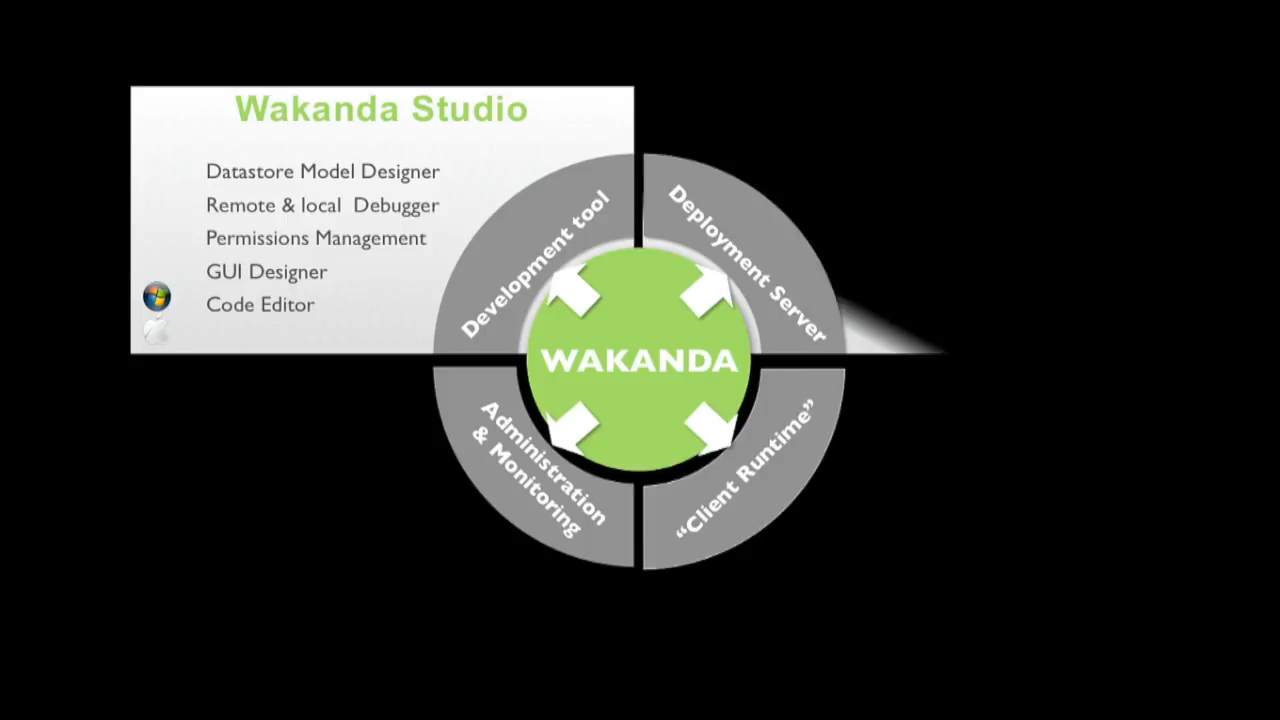 Wakanda Studio
Datastore Model Designer
Remote & local Debugger
Permissions Management
GUI Designer
Code Editor
Development tool
Deployment Server
WAKANDA
Administration
& Monitoring
“Client Runtime”